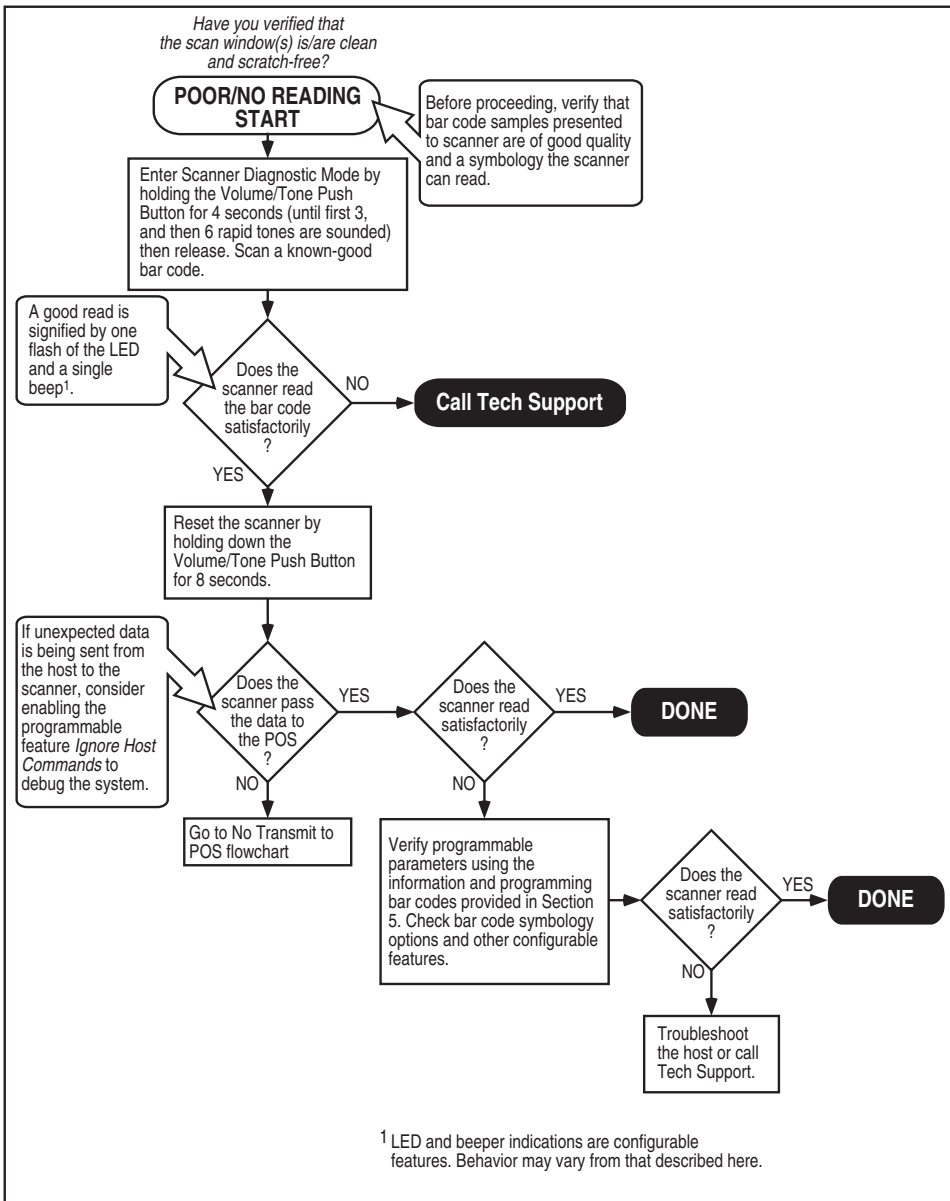 Have you verified that
the scan window(s) is/are clean
and scratch-free?
POOR/NO READING
START
Before proceeding, verify that
bar code samples presented
to scanner are of good quality
and a symbology the scanner
can read.
Enter Scanner Diagnostic Mode by
holding the Volume/Tone Push
Button for 4 seconds (until first 3,
and then 6 rapid tones are sounded)
then release. Scan a known-good
bar code.
A good read is
signified by one
flash of the LED
and a single
beep1.
Does the
scanner read
the bar code
satisfactorily
?
NO
Call Tech Support
YES
Reset the scanner by
holding down the
Volume/Tone Push Button
for 8 seconds.
If unexpected data
is being sent from
the host to the
scanner, consider
enabling the
programmable
feature Ignore Host
Commands to
debug the system.
Does the
scanner pass
the data to
the POS
?
YES
Does the
scanner read
satisfactorily
?
YES
DONE
NO
Go to No Transmit to
POS flowchart
NO
Verify programmable
parameters using the
information and programming
bar codes provided in Section
5. Check bar code symbology
options and other configurable
features.
Does the
scanner read
satisfactorily
?
YES
DONE
NO
Troubleshoot
the host or call
Tech Support.
1 LED and beeper indications are configurable
features. Behavior may vary from that described here.